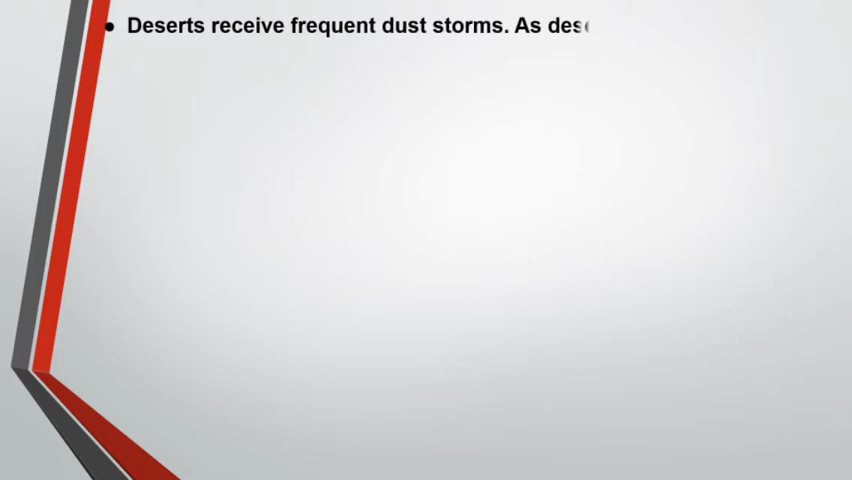 • Deserts receive frequent dust storms. As